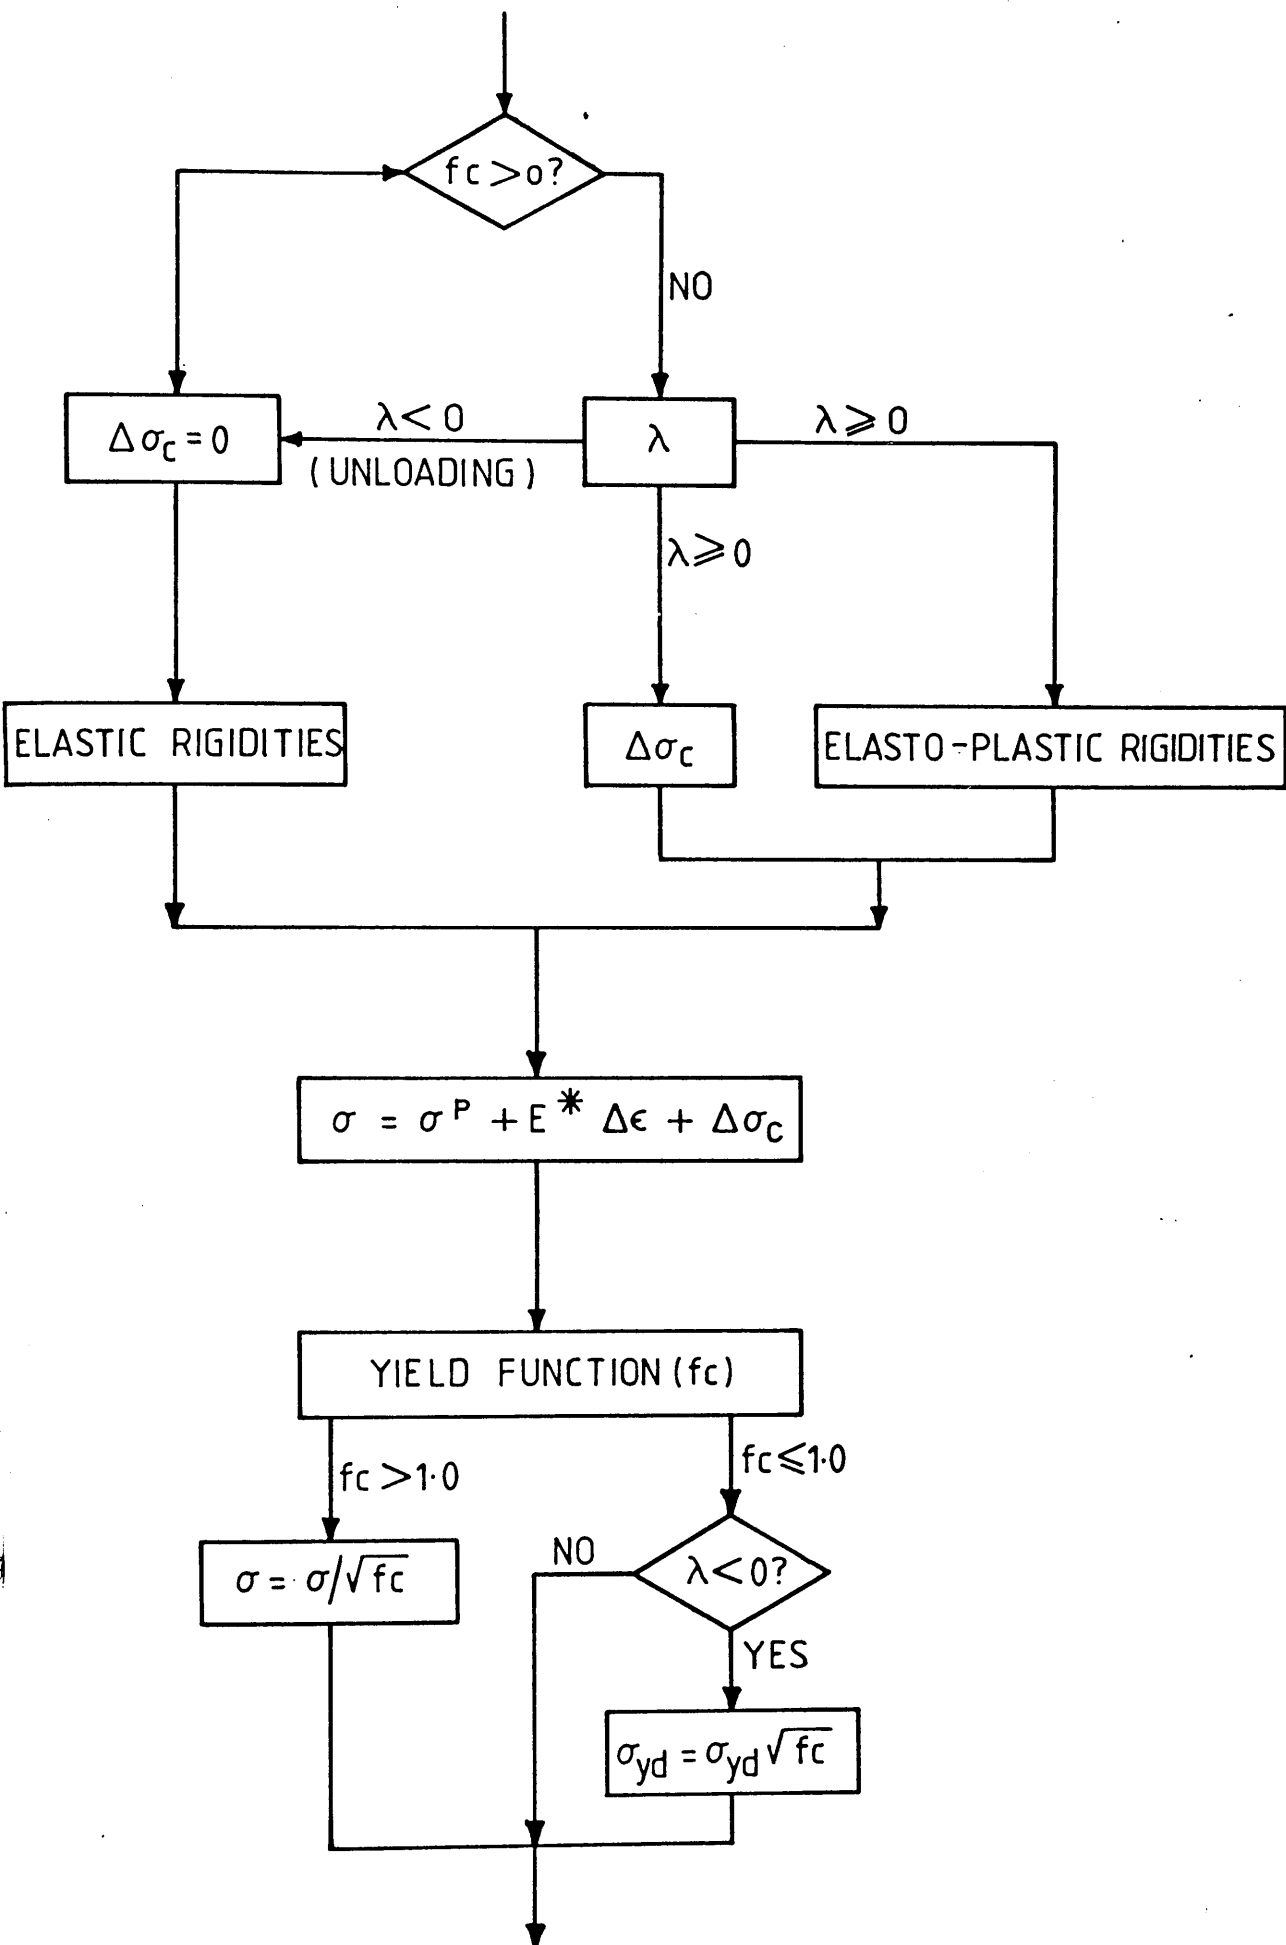 fc>o?
NO
Δσc=0
λ<0
(UNLOADING)
λ
λ⩾0
λ⩾0
ELASTIC RIGIDITIES
Δσc
ELASTO-PLASTIC RIGIDITIES
σ = σᴾ + E* Δϵ + Δσc
YIELD FUNCTION (fc)
fc>1·0
fc⩽1·0
σ = σ/√fc
NO
λ<0?
YES
σyd = σyd √fc